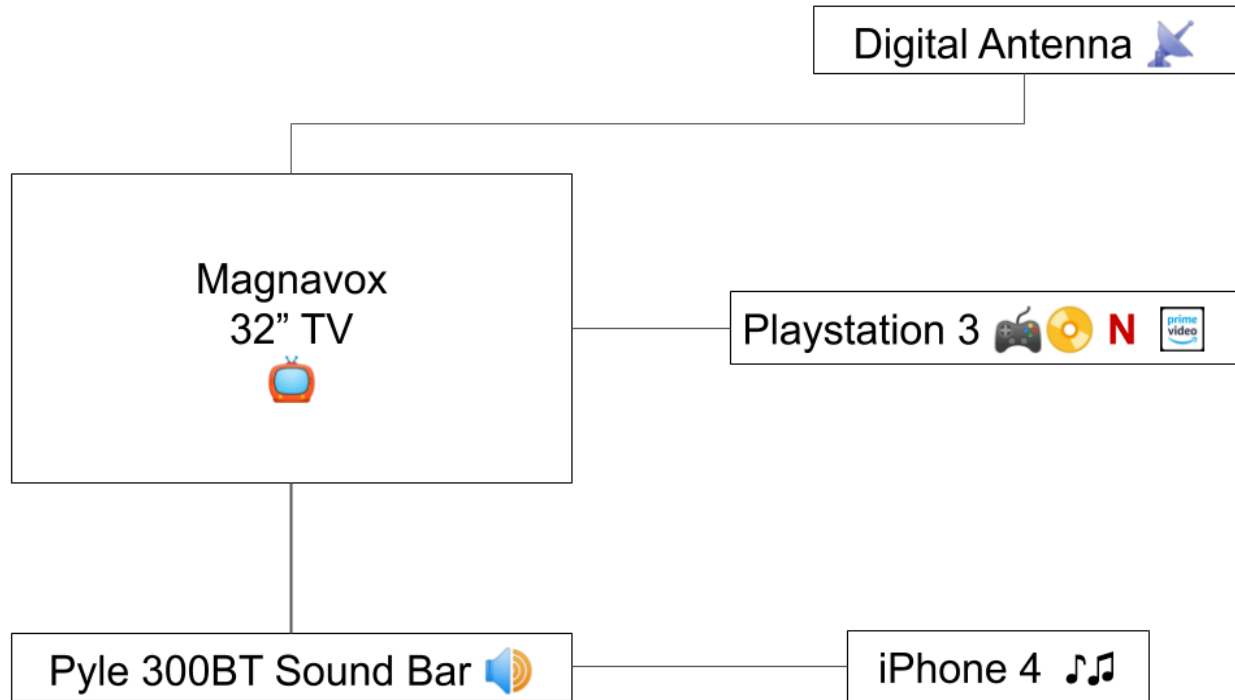 Digital Antenna
Magnavox
32” TV
Playstation 3 N prime video
Pyle 300BT Sound Bar
iPhone 4